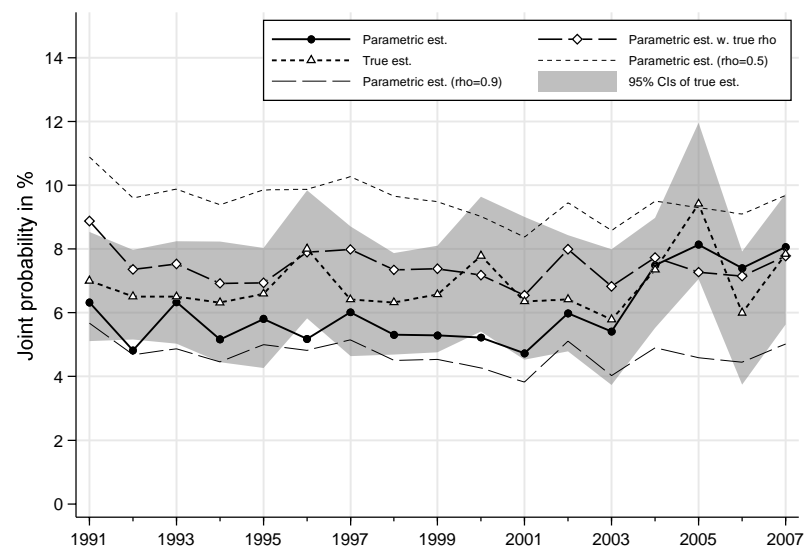 Parametric est.
Parametric est. w. true rho
True est.
Parametric est. (rho=0.5)
Parametric est. (rho=0.9)
95% CIs of true est.
Joint probability in %
14
12
10
8
6
4
2
0
1991 1993 1995 1997 1999 2001 2003 2005 2007